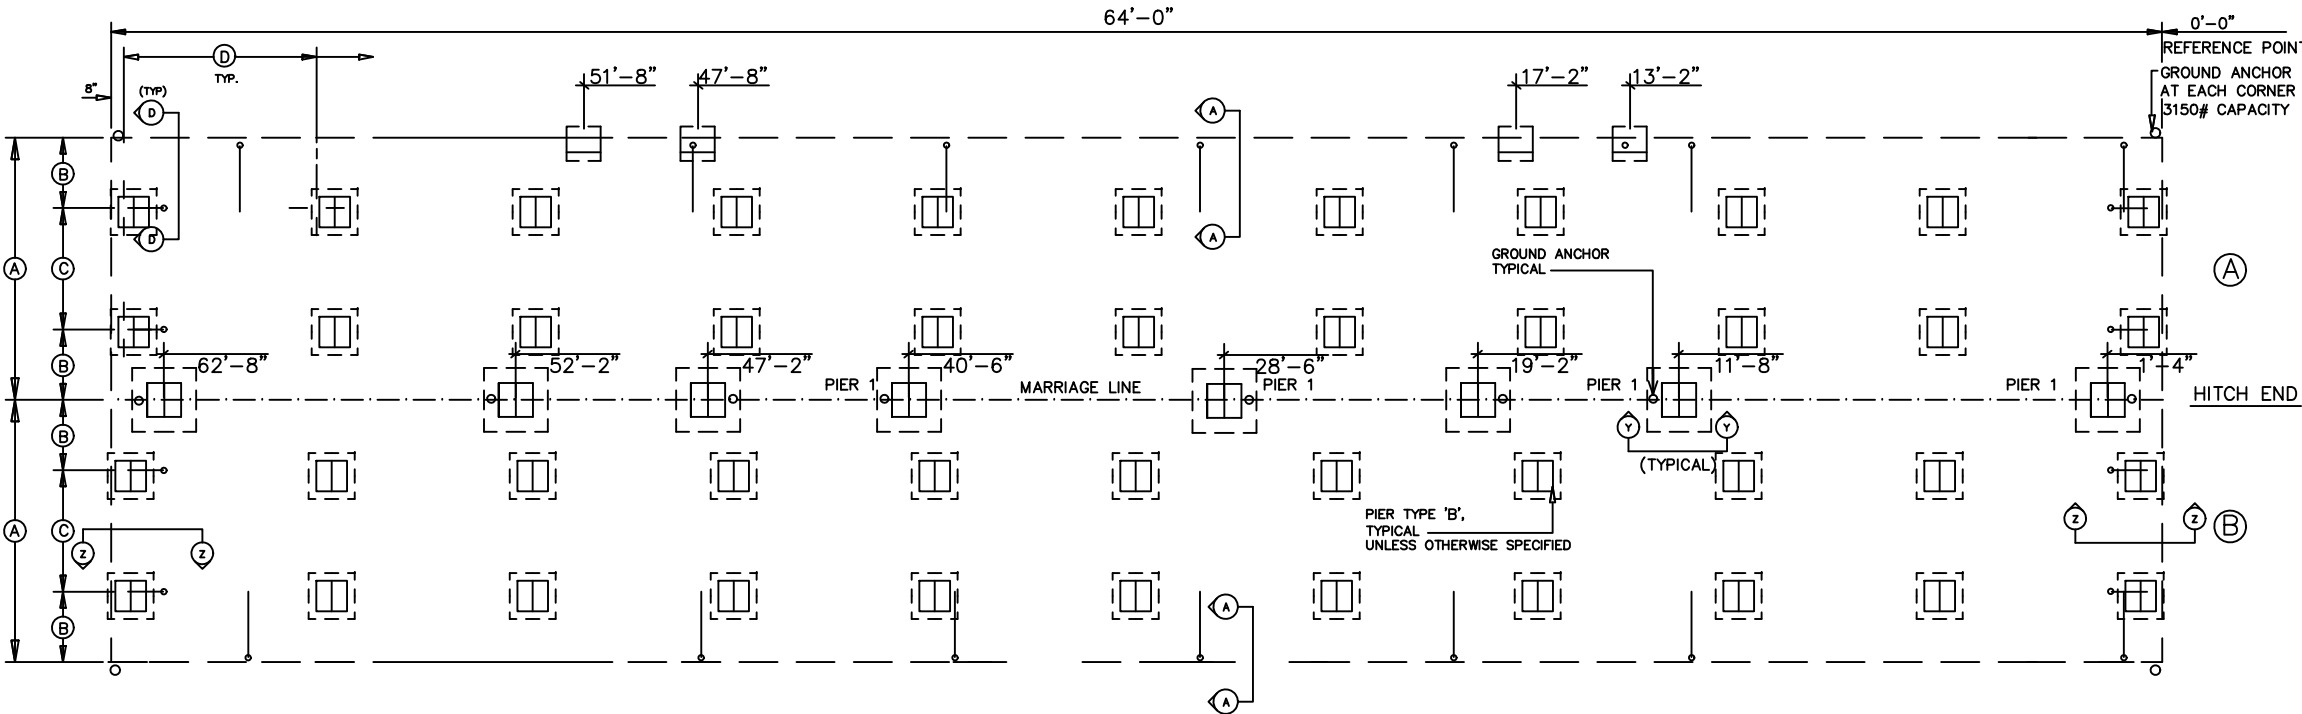 64'-0"
0'-0"
REFERENCE POINT
GROUND ANCHOR
AT EACH CORNER
3150# CAPACITY
D
TYP.
8"
(TYP)
D
D
51'-8"
47'-8"
17'-2"
13'-2"
A
A
B
C
B
A
GROUND ANCHOR
TYPICAL
A
62'-8"
52'-2"
47'-2"
40'-6"
28'-6"
19'-2"
11'-8"
1'-4"
PIER 1
MARRIAGE LINE
PIER 1
PIER 1
PIER 1
HITCH END
B
C
B
A
Y
Y
(TYPICAL)
PIER TYPE 'B',
TYPICAL
UNLESS OTHERWISE SPECIFIED
Z
Z
Z
Z
B
A
A